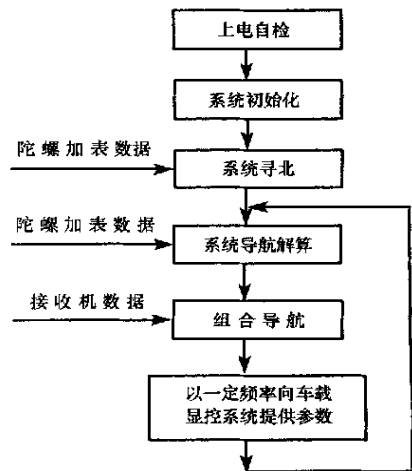 上电自检
系统初始化
陀螺加表数据
系统寻北
陀螺加表数据
系统导航解算
接收机数据
组合导航
以一定频率向车载
显控系统提供参数